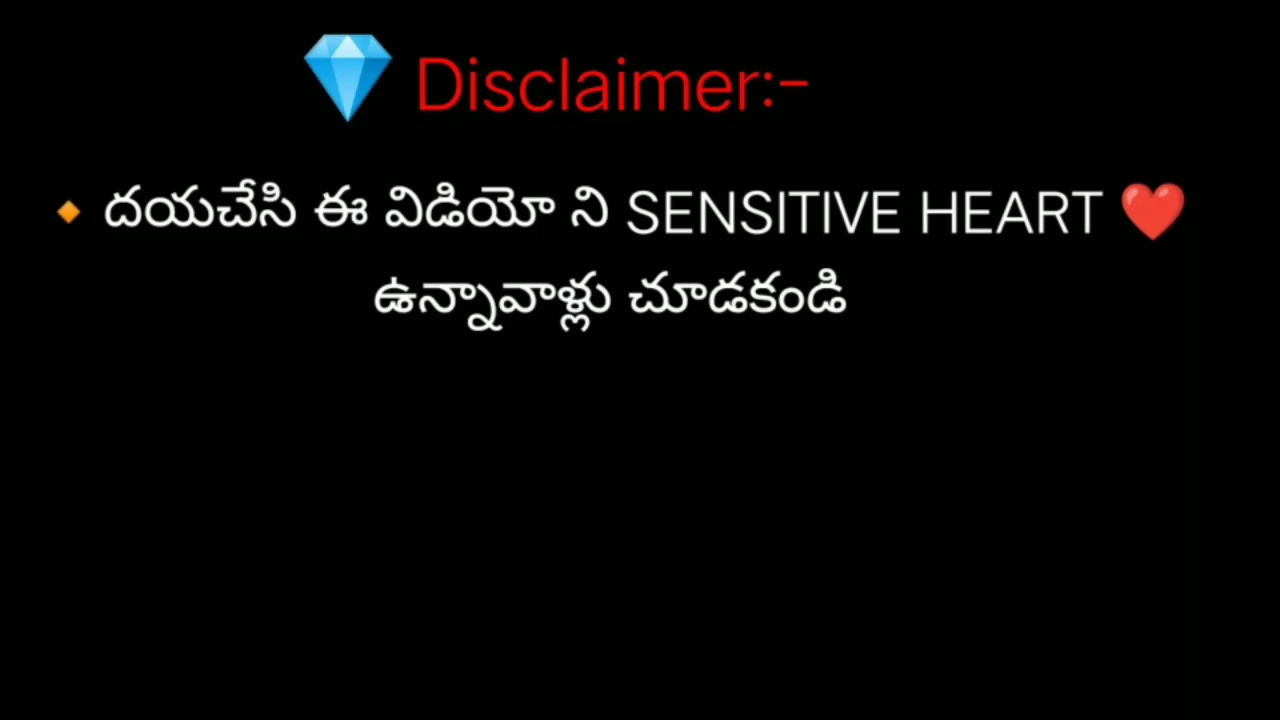 💎 Disclaimer:-
🔸 దయచేసి ఈ విడియో ని SENSITIVE HEART ❤️
ఉన్నావాళ్లు చూడకండి